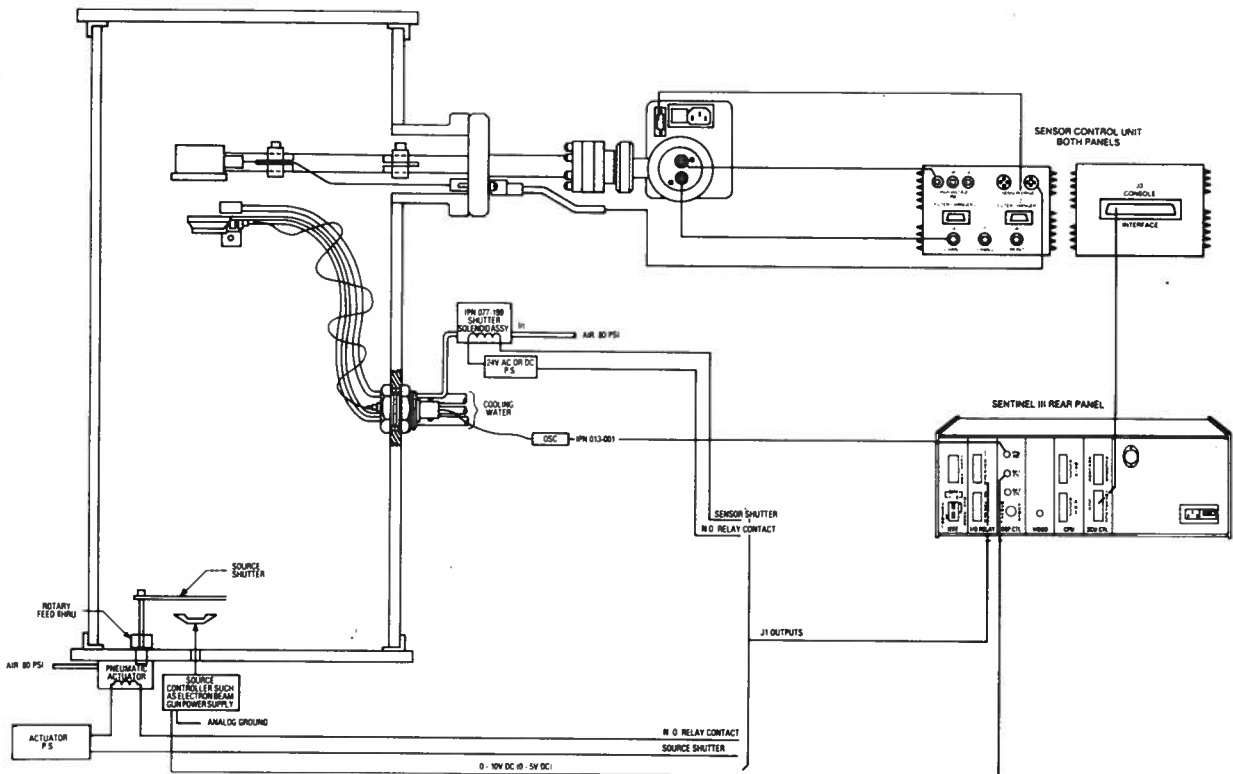 SENSOR CONTROL UNIT
BOTH PANELS
J3
CONSOLE
INTERFACE
IPN 077-199
SHUTTER
SOLENOID ASSY
AIR 80 PSI
24V AC OR DC
P.S
COOLING
WATER
OSC
IPN 013-001
SENTINEL III REAR PANEL
I/O RELAY
VIDEO
CPU
SCU CTL
SENSOR SHUTTER
N O RELAY CONTACT
SOURCE
SHUTTER
ROTARY
FEED THRU
J1 OUTPUTS
AIR 80 PSI
PNEUMATIC
ACTUATOR
SOURCE
CONTROLLER SUCH
AS ELECTRON BEAM
GUN POWER SUPPLY
ANALOG GROUND
ACTUATOR
P S
N O RELAY CONTACT
SOURCE SHUTTER
0 - 10V DC (0 - 5V DC)